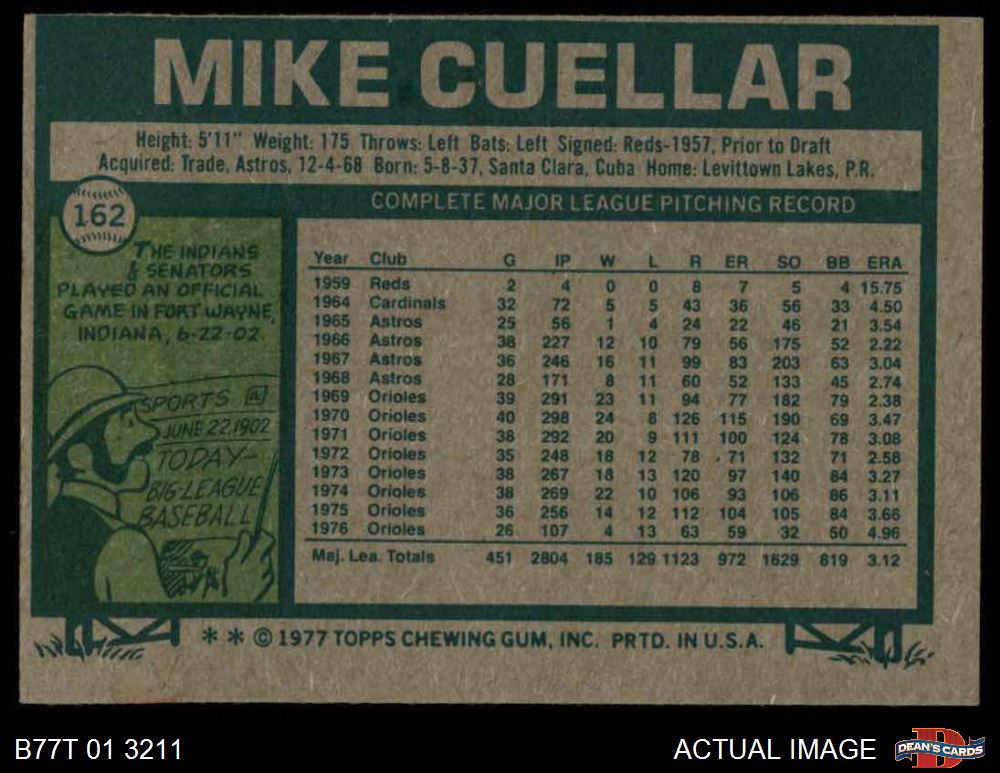 MIKE CUELLAR
Height: 5'11" Weight: 175 Throws: Left Bats: Left Signed: Reds-1957, Prior to Draft
Acquired: Trade, Astros, 12-4-68 Born: 5-8-37, Santa Clara, Cuba Home: Levittown Lakes, P.R.
162
THE INDIANS
& SENATORS
PLAYED AN OFFICIAL
GAME IN FORT WAYNE,
INDIANA, 6-22-02.
SPORTS
JUNE 22, 1902
TODAY—
BIG-LEAGUE
BASEBALL
COMPLETE MAJOR LEAGUE PITCHING RECORD
Year Club G IP W L R ER SO BB ERA
1959 Reds 2 4 0 0 8 7 5 4 15.75
1964 Cardinals 32 72 5 5 43 36 56 33 4.50
1965 Astros 25 56 1 4 24 22 46 21 3.54
1966 Astros 38 227 12 10 79 56 175 52 2.22
1967 Astros 36 246 16 11 99 83 203 63 3.04
1968 Astros 28 171 8 11 60 52 133 45 2.74
1969 Orioles 39 291 23 11 94 77 182 79 2.38
1970 Orioles 40 298 24 8 126 115 190 69 3.47
1971 Orioles 38 292 20 9 111 100 124 78 3.08
1972 Orioles 35 248 18 12 78 71 132 71 2.58
1973 Orioles 38 267 18 13 120 97 140 84 3.27
1974 Orioles 38 269 22 10 106 93 106 86 3.11
1975 Orioles 36 256 14 12 112 104 105 84 3.66
1976 Orioles 26 107 4 13 63 59 32 50 4.96
Maj. Lea. Totals 451 2804 185 129 1123 972 1629 819 3.12
* * © 1977 TOPPS CHEWING GUM, INC. PRTD. IN U.S.A.
B77T 01 3211
ACTUAL IMAGE
D
DEAN'S CARDS